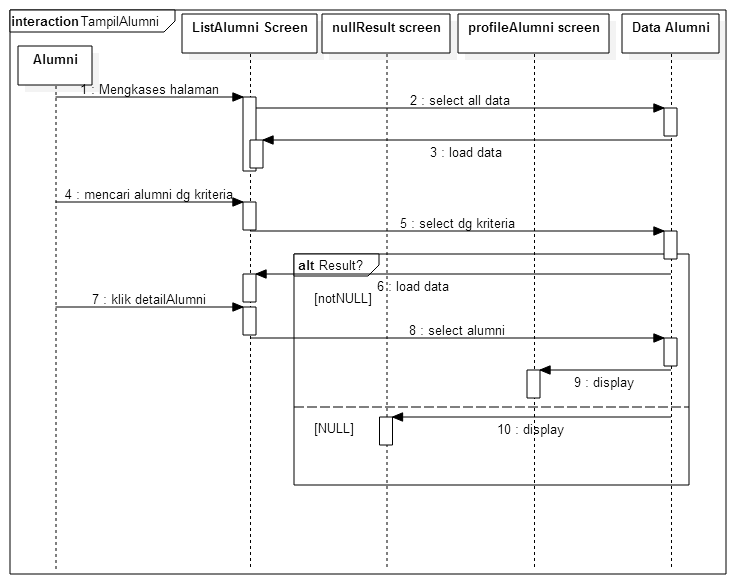 interaction TampilAlumni
ListAlumni Screen
nullResult screen
profileAlumni screen
Data Alumni
Alumni
1 : Mengkases halaman
2 : select all data
3 : load data
4 : mencari alumni dg kriteria
5 : select dg kriteria
alt Result?
6 : load data
[notNULL]
7 : klik detailAlumni
8 : select alumni
9 : display
[NULL]
10 : display